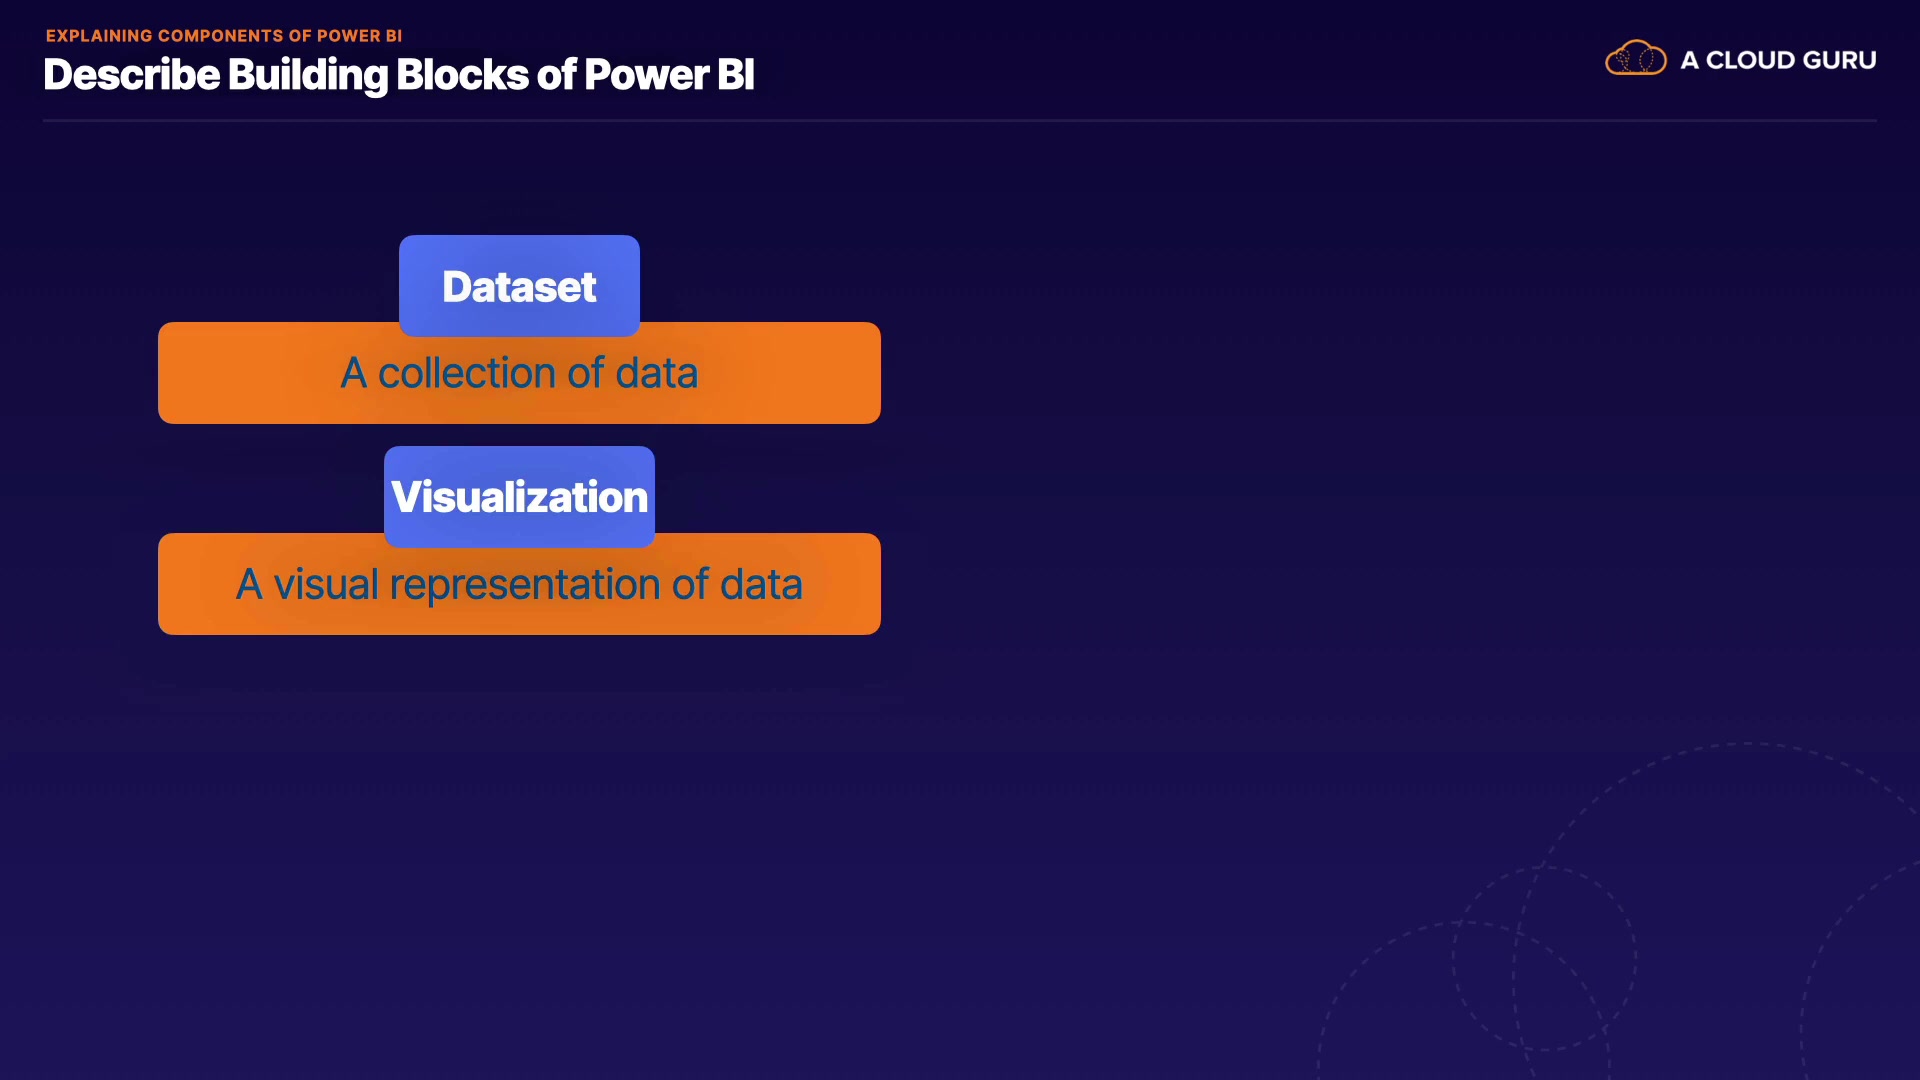 EXPLAINING COMPONENTS OF POWER BI
Describe Building Blocks of Power BI
A CLOUD GURU
Dataset
A collection of data
Visualization
A visual representation of data